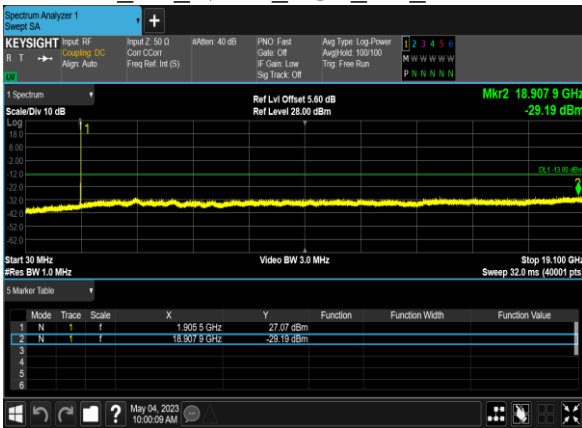 Spectrum Analyzer 1
Swept SA
+
KEYSIGHT Input: RF Input Z: 50 Ω #Atten: 40 dB PNO: Fast Avg Type: Log-Power 1 2 3 4 5 6
R T Coupling: DC Corr CCorr Gate: Off Avg|Hold: 100/100 M W W W W W
Align: Auto Freq Ref: Int (S) IF Gain: Low Trig: Free Run
LV Sig Track: Off P N N N N N
1 Spectrum Ref Lvl Offset 5.60 dB Mkr2 18.907 9 GHz
Scale/Div 10 dB Ref Level 28.00 dBm -29.19 dBm
Log
18.0
8.00
-2.00
-12.0
-22.0
-32.0
-42.0
-52.0
-62.0
1
DL1 -13.00 dBm
2
Start 30 MHz Video BW 3.0 MHz Stop 19.100 GHz
#Res BW 1.0 MHz Sweep 32.0 ms (40001 pts)
5 Marker Table
Mode Trace Scale X Y Function Function Width Function Value
1 N 1 f 1.905 5 GHz 27.07 dBm
2 N 1 f 18.907 9 GHz -29.19 dBm
3
4
5
6
? May 04, 2023
10:00:09 AM